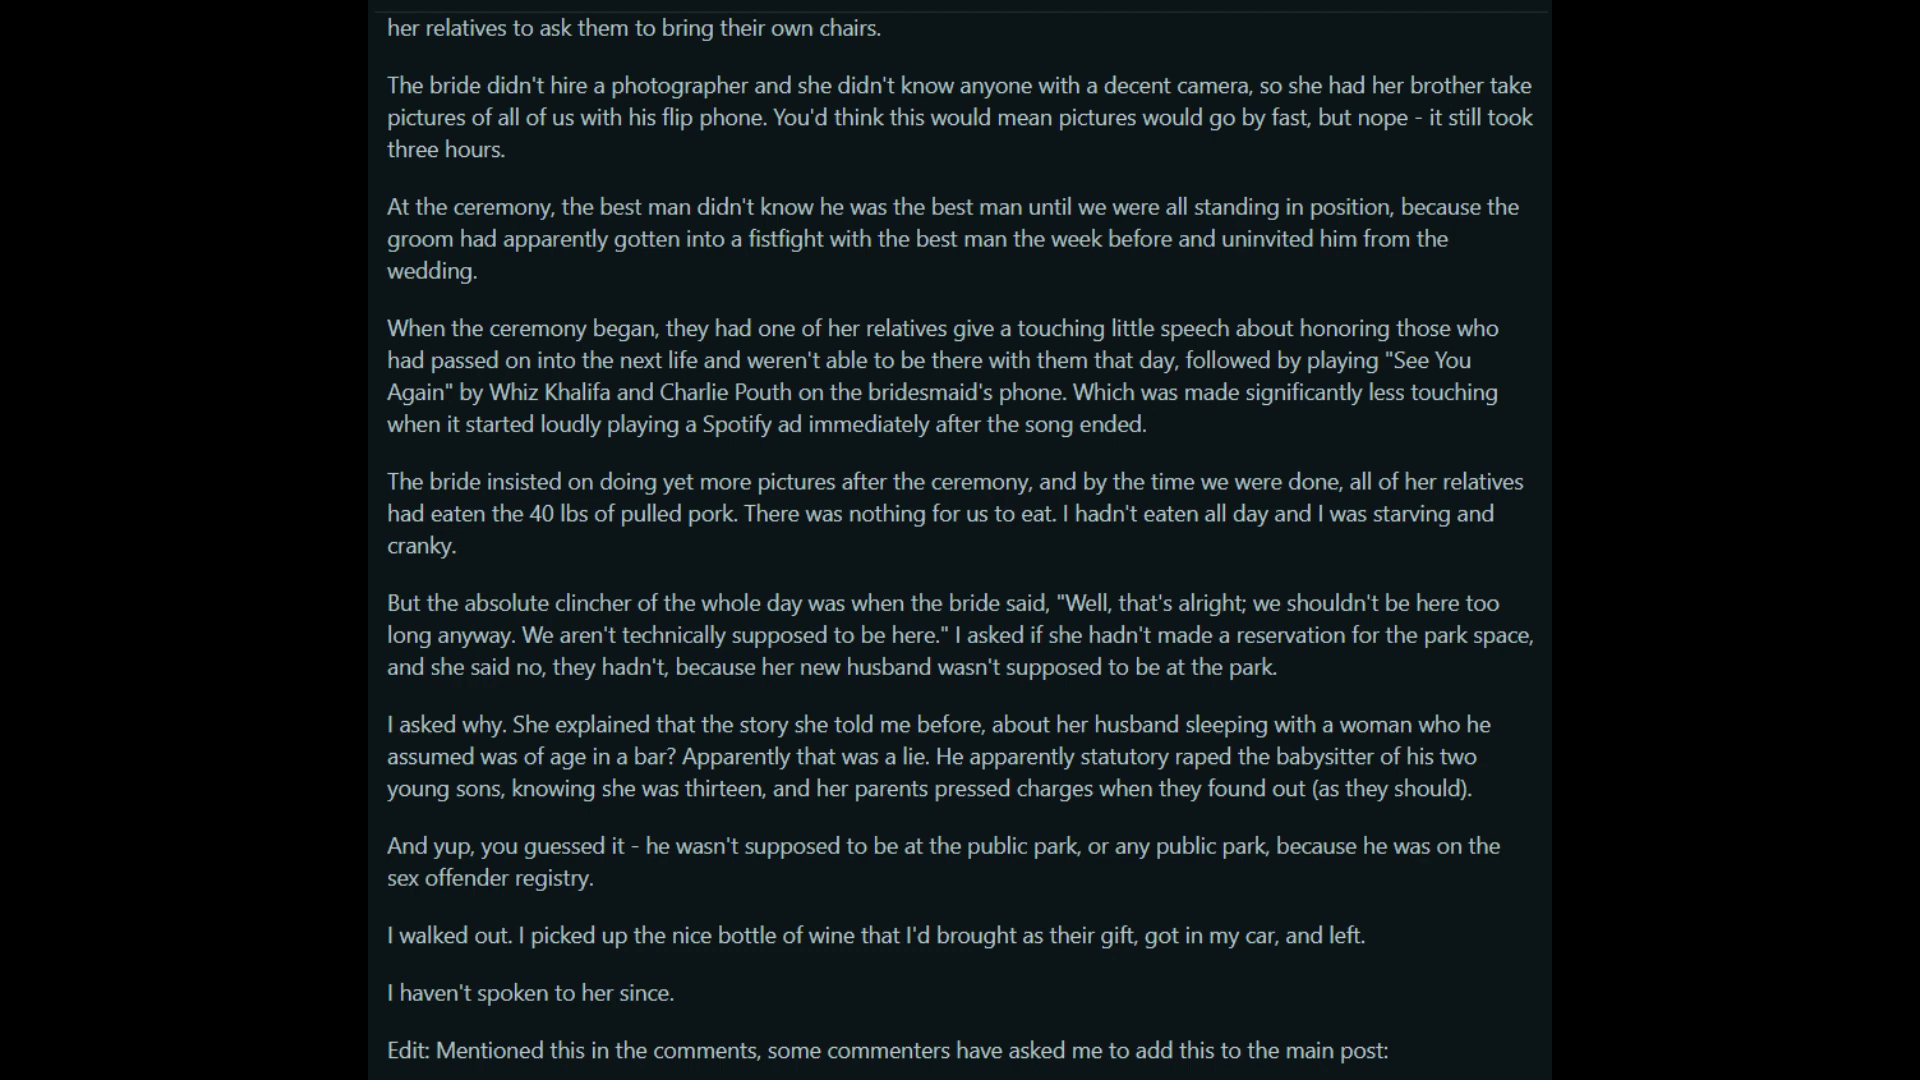 her relatives to ask them to bring their own chairs.
The bride didn't hire a photographer and she didn't know anyone with a decent camera, so she had her brother take
pictures of all of us with his flip phone. You'd think this would mean pictures would go by fast, but nope - it still took
three hours.
At the ceremony, the best man didn't know he was the best man until we were all standing in position, because the
groom had apparently gotten into a fistfight with the best man the week before and uninvited him from the
wedding.
When the ceremony began, they had one of her relatives give a touching little speech about honoring those who
had passed on into the next life and weren't able to be there with them that day, followed by playing "See You
Again" by Whiz Khalifa and Charlie Pouth on the bridesmaid's phone. Which was made significantly less touching
when it started loudly playing a Spotify ad immediately after the song ended.
The bride insisted on doing yet more pictures after the ceremony, and by the time we were done, all of her relatives
had eaten the 40 lbs of pulled pork. There was nothing for us to eat. I hadn't eaten all day and I was starving and
cranky.
But the absolute clincher of the whole day was when the bride said, "Well, that's alright; we shouldn't be here too
long anyway. We aren't technically supposed to be here." I asked if she hadn't made a reservation for the park space,
and she said no, they hadn't, because her new husband wasn't supposed to be at the park.
I asked why. She explained that the story she told me before, about her husband sleeping with a woman who he
assumed was of age in a bar? Apparently that was a lie. He apparently statutory raped the babysitter of his two
young sons, knowing she was thirteen, and her parents pressed charges when they found out (as they should).
And yup, you guessed it - he wasn't supposed to be at the public park, or any public park, because he was on the
sex offender registry.
I walked out. I picked up the nice bottle of wine that I'd brought as their gift, got in my car, and left.
I haven't spoken to her since.
Edit: Mentioned this in the comments, some commenters have asked me to add this to the main post: